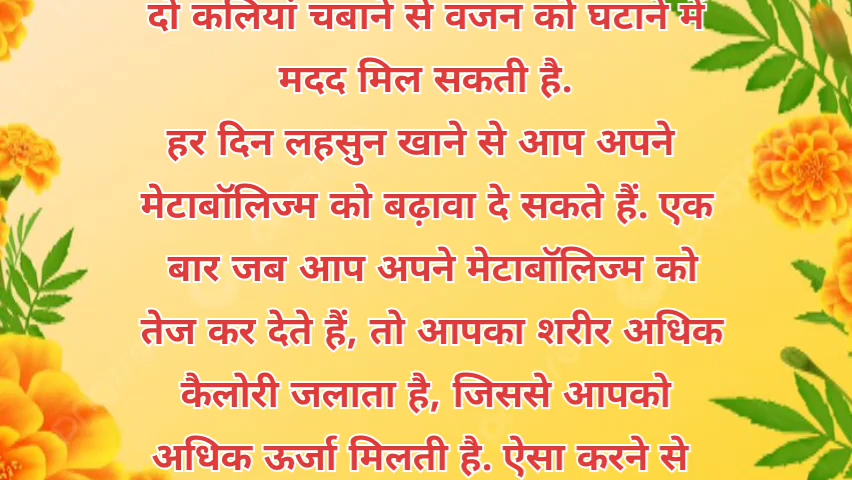 दो कलियां चबाने से वजन को घटाने में
मदद मिल सकती है.
हर दिन लहसुन खाने से आप अपने
मेटाबॉलिज्म को बढ़ावा दे सकते हैं. एक
बार जब आप अपने मेटाबॉलिज्म को
तेज कर देते हैं, तो आपका शरीर अधिक
कैलोरी जलाता है, जिससे आपको
अधिक ऊर्जा मिलती है. ऐसा करने से